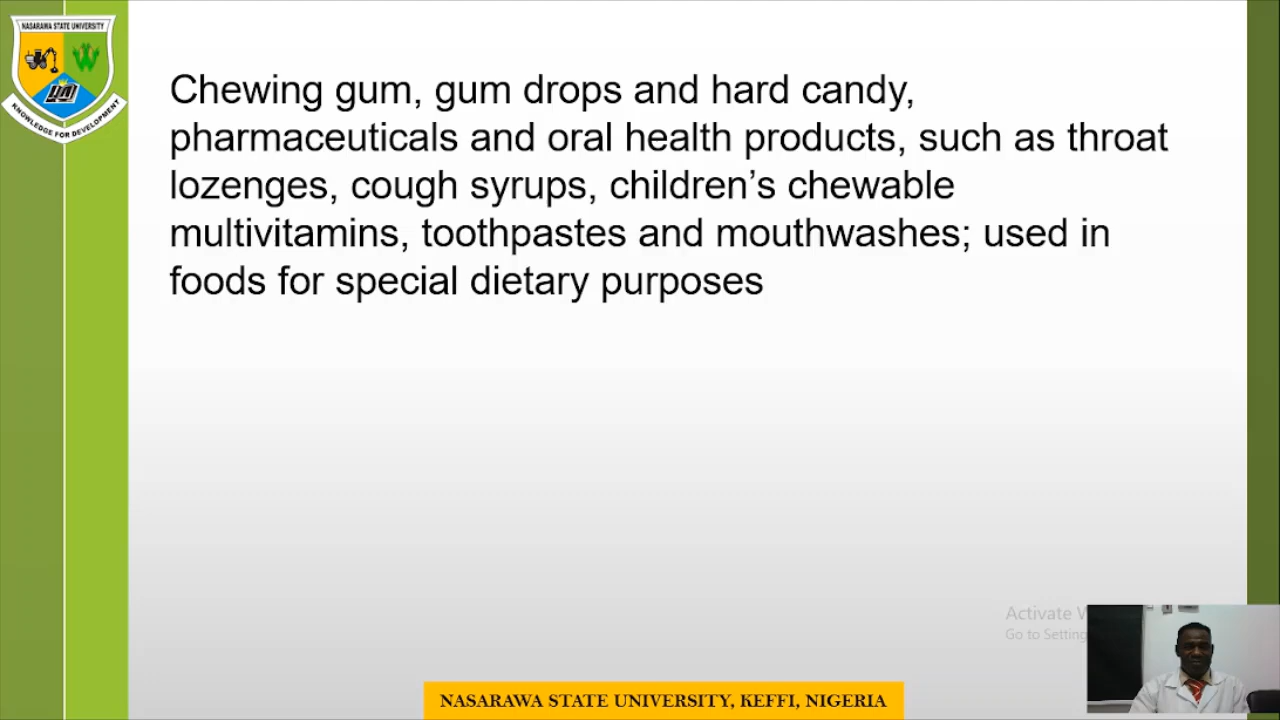 NASARAWA STATE UNIVERSITY
KNOWLEDGE FOR DEVELOPMENT
Chewing gum, gum drops and hard candy,
pharmaceuticals and oral health products, such as throat
lozenges, cough syrups, children’s chewable
multivitamins, toothpastes and mouthwashes; used in
foods for special dietary purposes
Activate
Go to Setting
NASARAWA STATE UNIVERSITY, KEFFI, NIGERIA